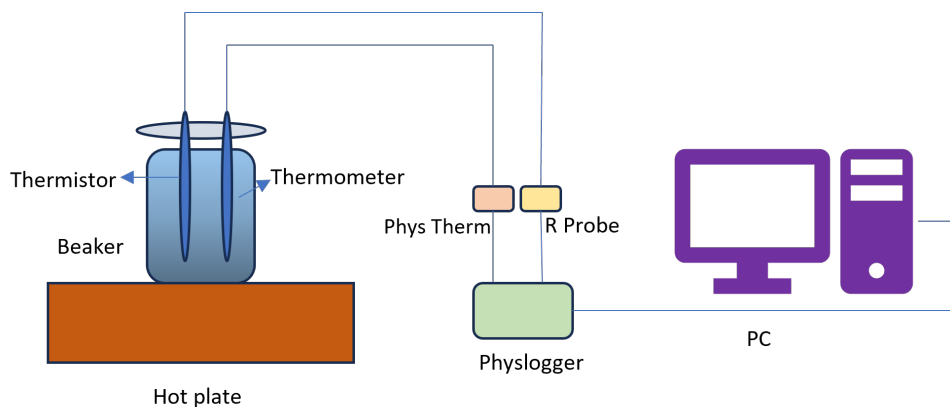 Thermistor
Thermometer
Beaker
Phys Therm
R Probe
Physlogger
PC
Hot plate